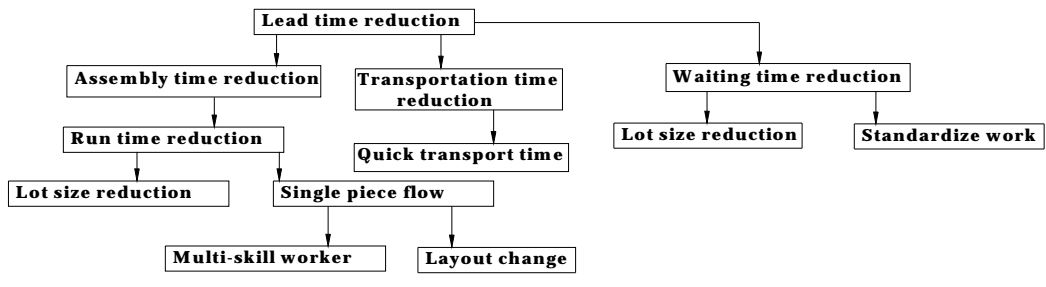 Lead time reduction
Assembly time reduction
Transportation time
reduction
Waiting time reduction
Run time reduction
Quick transport time
Lot size reduction
Standardize work
Lot size reduction
Single piece flow
Multi-skill worker
Layout change